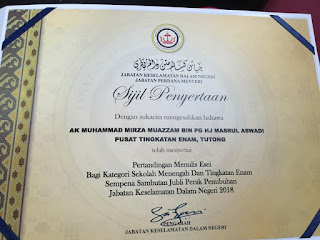 JABATAN KESELAMATAN DALAM NEGERI
JABATAN PERDANA MENTERI
Sijil Penyertaan
Dengan sukacita mengesahkan bahawa
AK MUHAMMAD MIRZA MUAZZAM BIN PG HJ MASRUL ASWADI
PUSAT TINGKATAN ENAM, TUTONG
telah menyertai
Pertandingan Menulis Esei
Bagi Kategori Sekolah Menengah Dan Tingkatan Enam
Sempena Sambutan Jubli Perak Penubuhan
Jabatan Keselamatan Dalam Negeri 2018
PENGARAH
JABATAN KESELAMATAN DALAM NEGERI